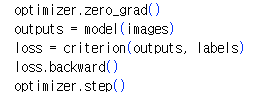 optimizer.zero_grad()
outputs = model(images)
loss = criterion(outputs, labels)
loss.backward()
optimizer.step()